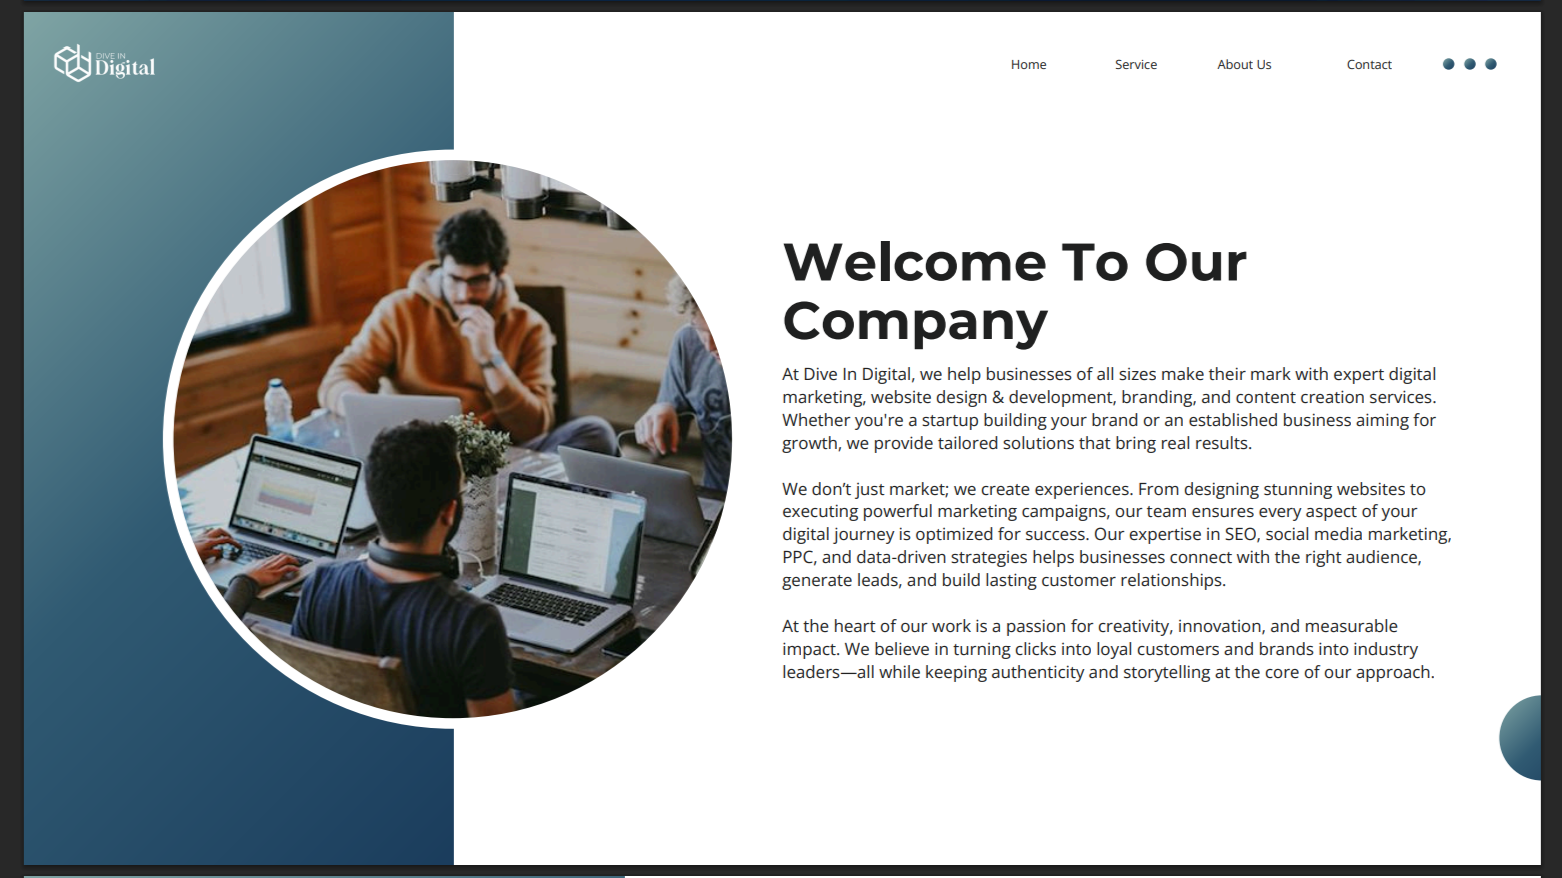 DIVE IN
Digital
Home Service About Us Contact
Welcome To Our
Company
At Dive In Digital, we help businesses of all sizes make their mark with expert digital
marketing, website design & development, branding, and content creation services.
Whether you're a startup building your brand or an established business aiming for
growth, we provide tailored solutions that bring real results.
We don’t just market; we create experiences. From designing stunning websites to
executing powerful marketing campaigns, our team ensures every aspect of your
digital journey is optimized for success. Our expertise in SEO, social media marketing,
PPC, and data-driven strategies helps businesses connect with the right audience,
generate leads, and build lasting customer relationships.
At the heart of our work is a passion for creativity, innovation, and measurable
impact. We believe in turning clicks into loyal customers and brands into industry
leaders—all while keeping authenticity and storytelling at the core of our approach.